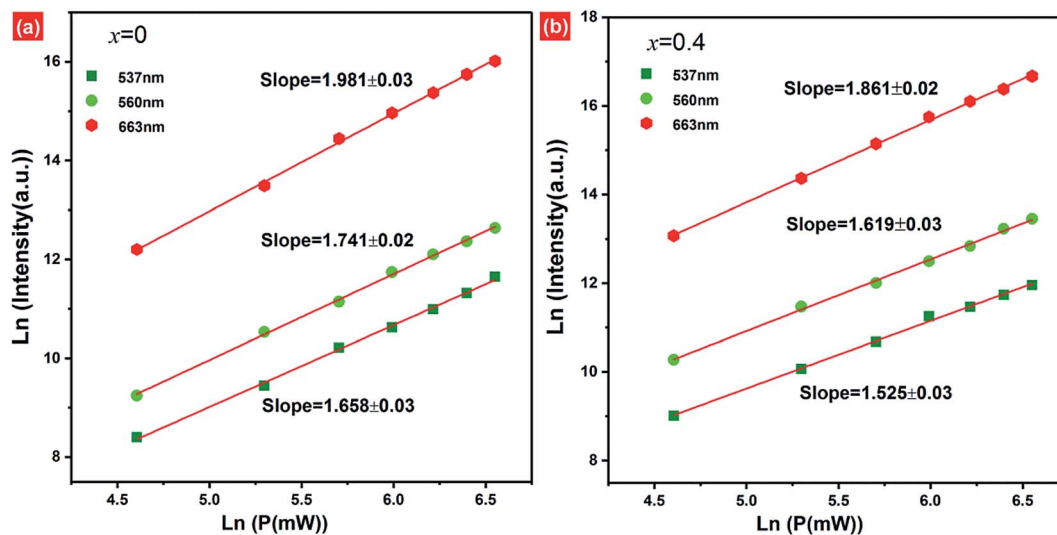 (a)
x=0
537nm
560nm
663nm
Slope=1.981±0.03
Slope=1.741±0.02
Slope=1.658±0.03
Ln (Intensity(a.u.))
16
14
12
10
8
4.5 5.0 5.5 6.0 6.5
Ln (P(mW))
(b)
x=0.4
537nm
560nm
663nm
Slope=1.861±0.02
Slope=1.619±0.03
Slope=1.525±0.03
Ln (Intensity(a.u.))
18
16
14
12
10
8
4.5 5.0 5.5 6.0 6.5
Ln (P(mW))